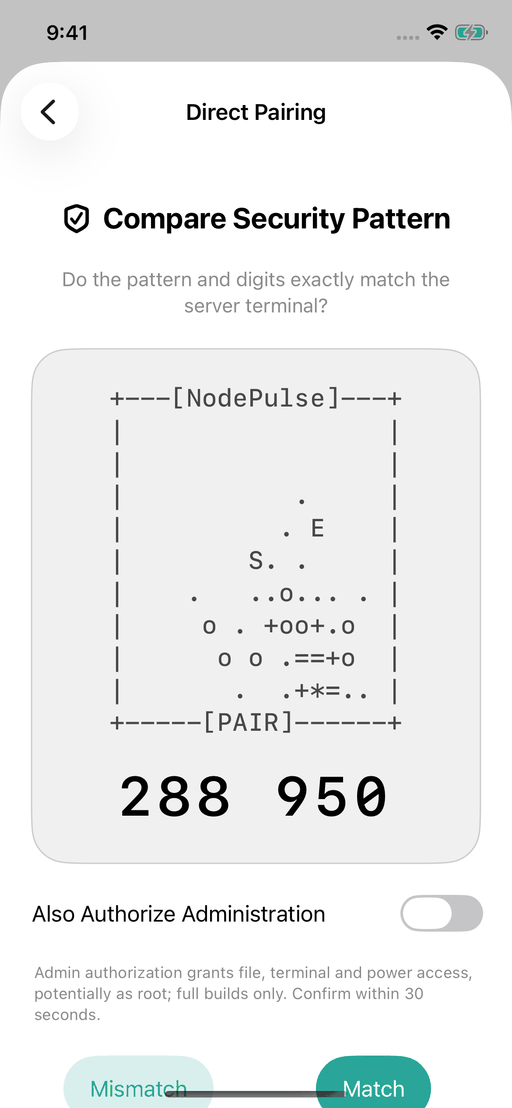 9:41
Direct Pairing
Compare Security Pattern
Do the pattern and digits exactly match the
server terminal?
+---[NodePulse]---+
|                 |
|                 |
|           .     |
|          . E    |
|        S. .     |
|    .   ..o... . |
|     o . +oo+.o  |
|      o o .==+o  |
|       .  .+*=.. |
+-----[PAIR]------+
288 950
Also Authorize Administration
Admin authorization grants file, terminal and power access,
potentially as root; full builds only. Confirm within 30
seconds.
Mismatch
Match